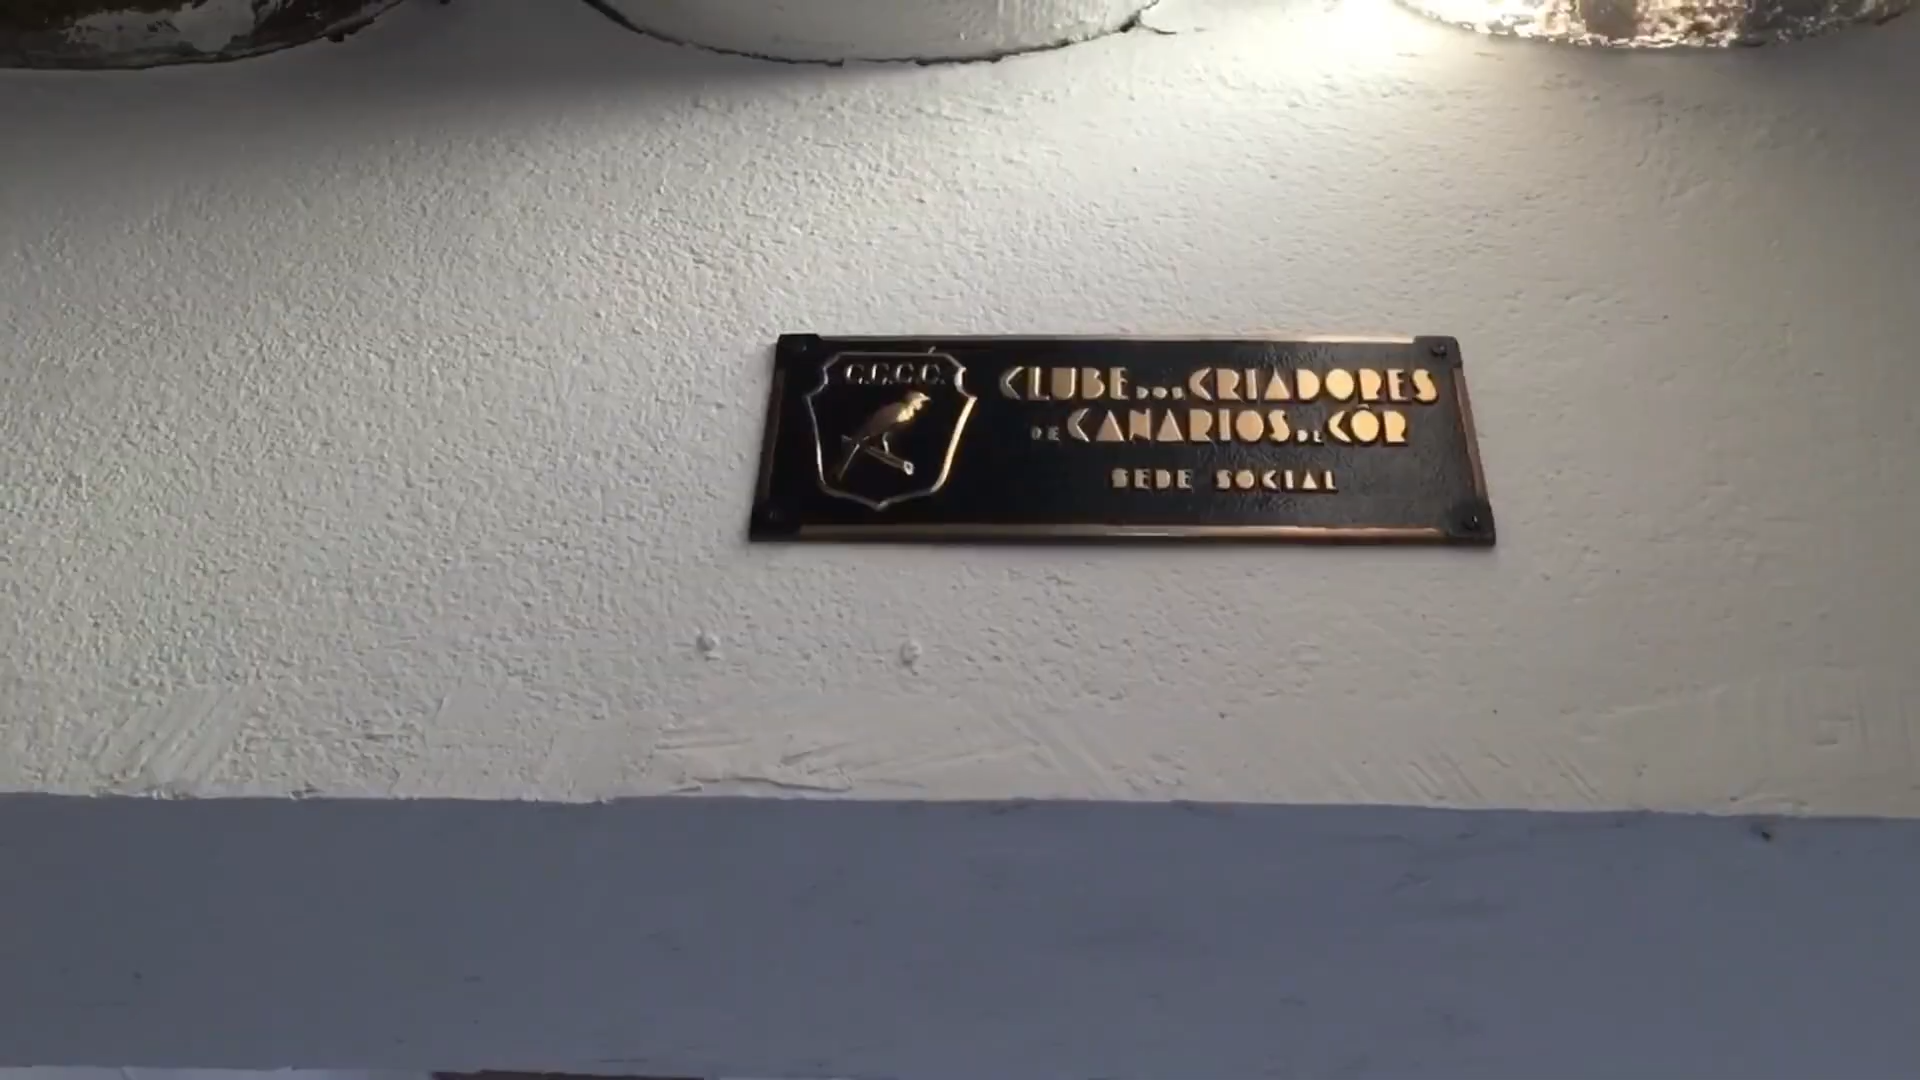 C.C.C.C.
CLUBE DOS CRIADORES
DE CANARIOS DE CÔR
SEDE SOCIAL